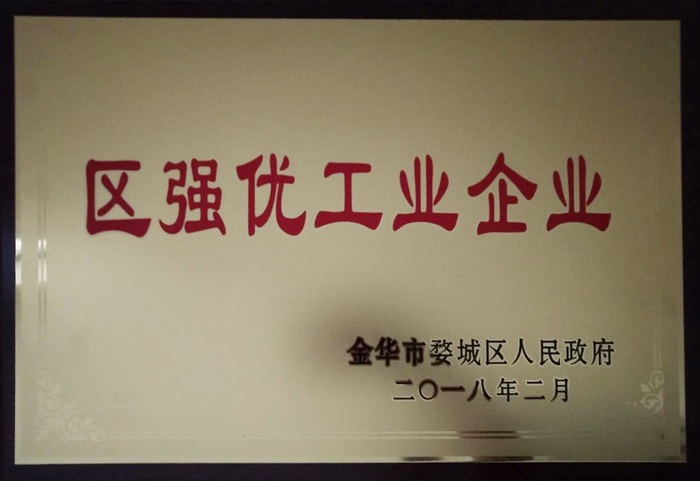 区强优工业企业
金华市婺城区人民政府
二〇一八年二月